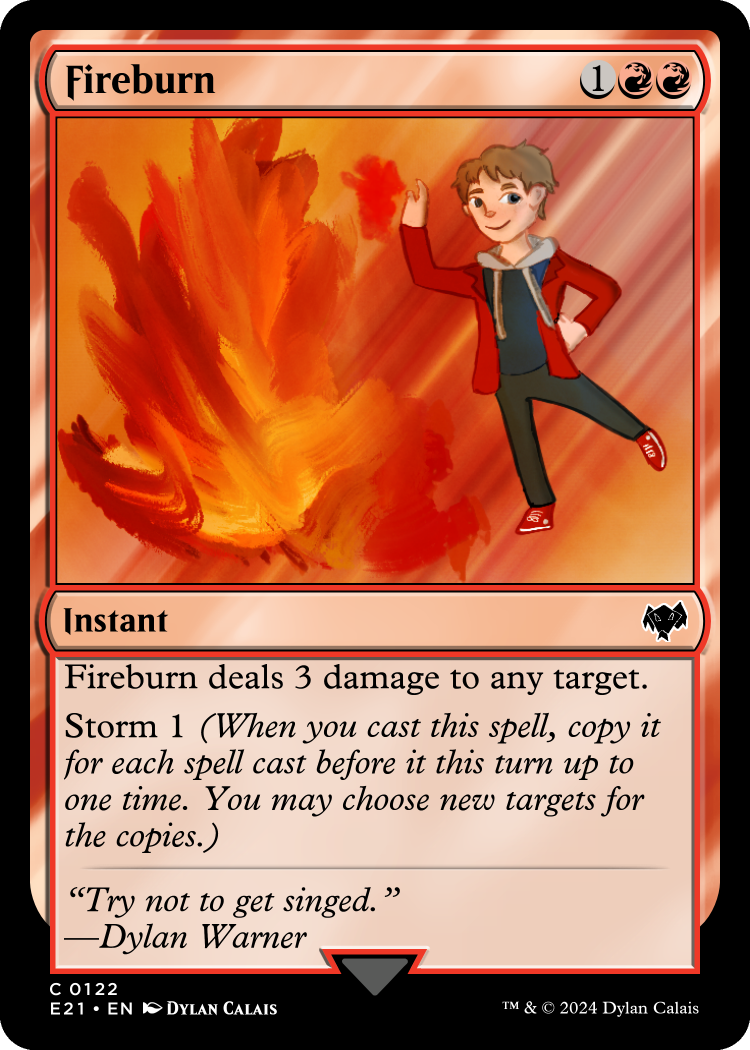 Fireburn 1
Instant
Fireburn deals 3 damage to any target.
Storm 1 (When you cast this spell, copy it
for each spell cast before it this turn up to
one time. You may choose new targets for
the copies.)
“Try not to get singed.”
—Dylan Warner
C 0122
E21 • EN Dylan Calais
™ & © 2024 Dylan Calais